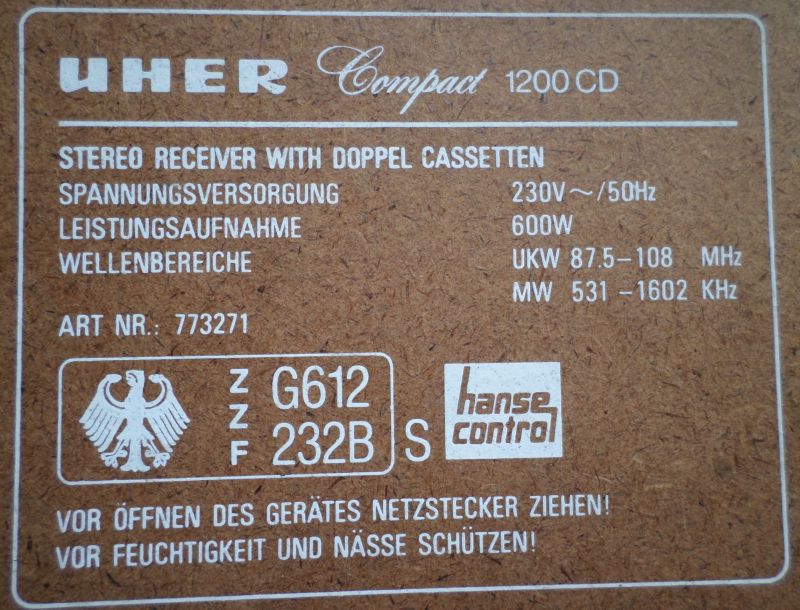 UHER Compact 1200 CD
STEREO RECEIVER WITH DOPPEL CASSETTEN
SPANNUNGSVERSORGUNG 230V~/50Hz
LEISTUNGSAUFNAHME 600W
WELLENBEREICHE UKW 87.5-108 MHz
MW 531-1602 KHz
ART NR.: 773271
ZZF G612 232B S
hanse control
VOR ÖFFNEN DES GERÄTES NETZSTECKER ZIEHEN!
VOR FEUCHTIGKEIT UND NÄSSE SCHÜTZEN!